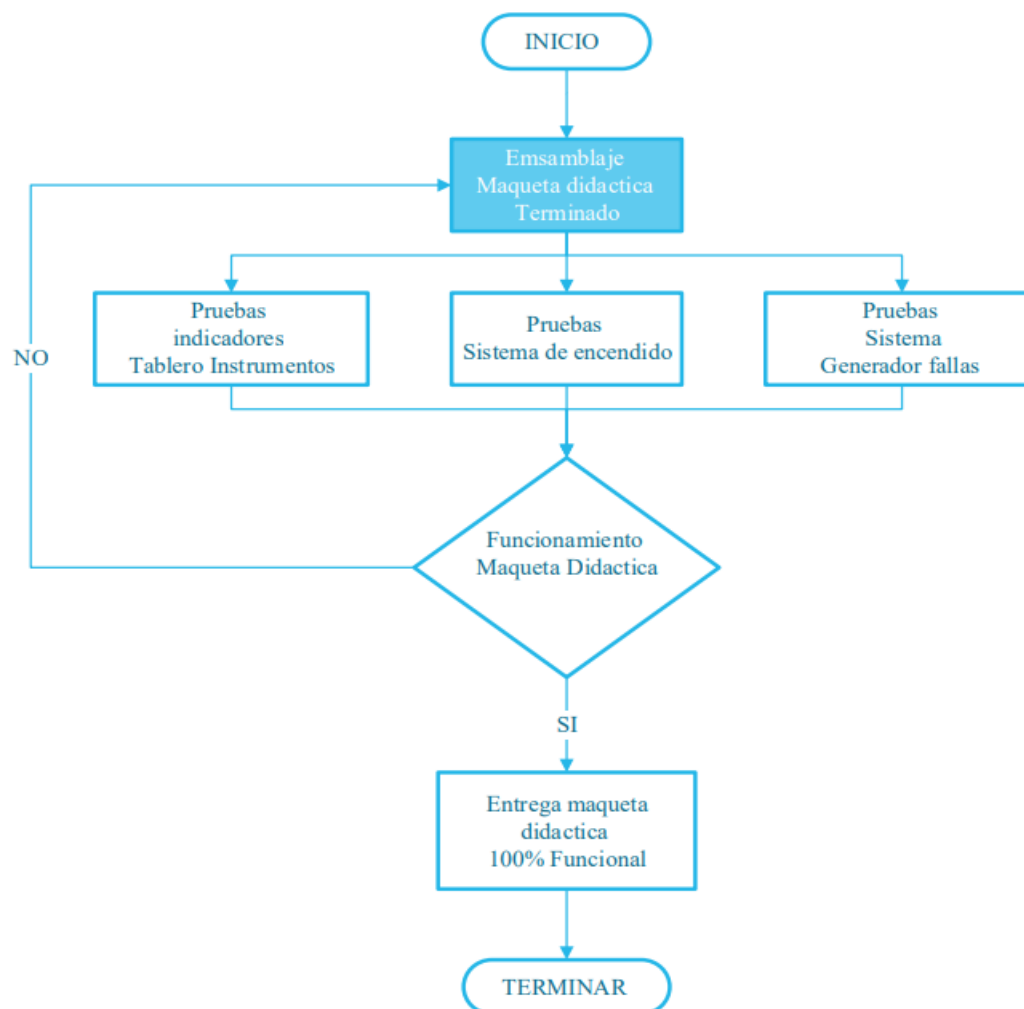 INICIO
Emsamblaje
Maqueta didactica
Terminado
Pruebas
indicadores
Tablero Instrumentos
Pruebas
Sistema de encendido
Pruebas
Sistema
Generador fallas
NO
Funcionamiento
Maqueta Didactica
SI
Entrega maqueta
didactica
100% Funcional
TERMINAR